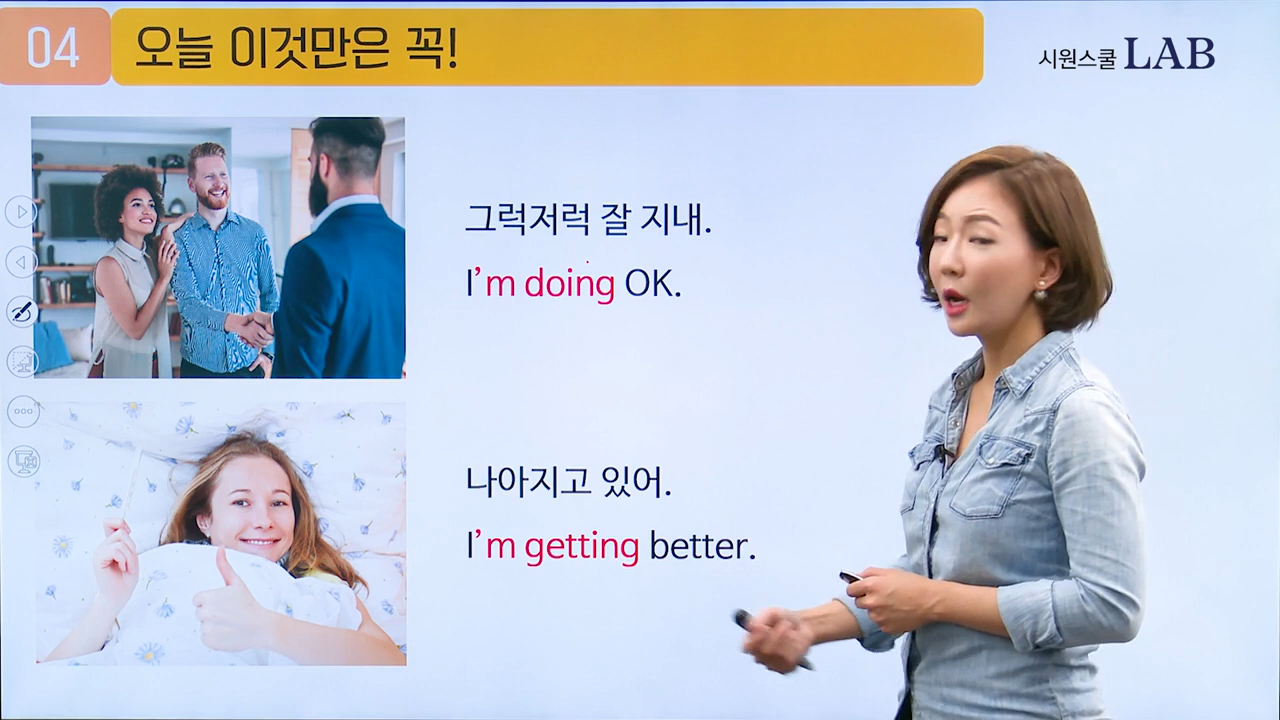 04 오늘 이것만은 꼭!
시원스쿨 LAB
그럭저럭 잘 지내.
I'm doing OK.
나아지고 있어.
I'm getting better.